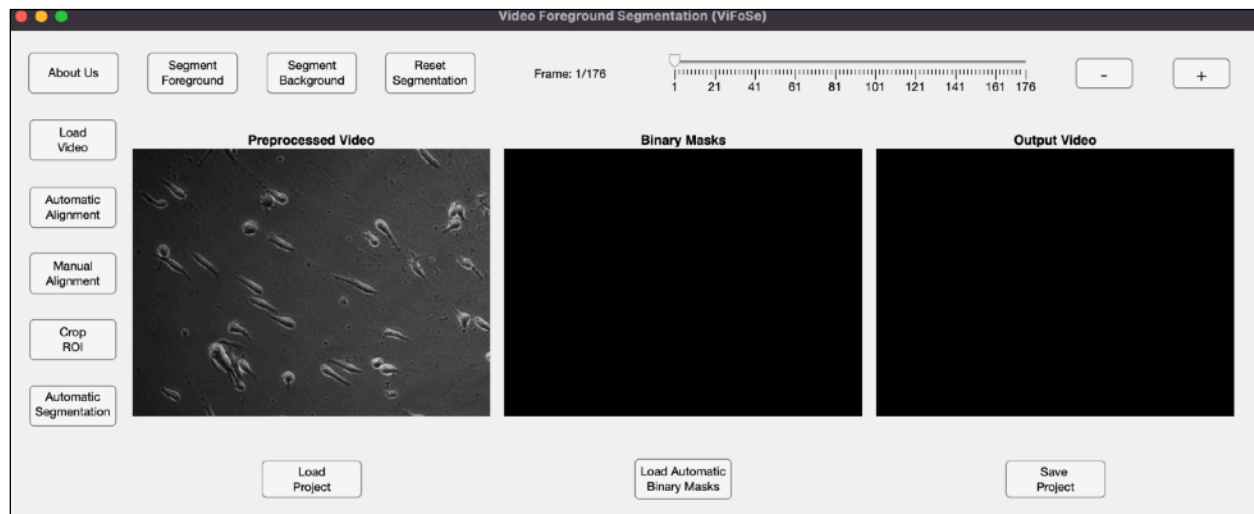 Video Foreground Segmentation (ViFoSe)
About Us
Segment
Foreground
Segment
Background
Reset
Segmentation
Frame: 1/176
1 21 41 61 81 101 121 141 161 176
-
+
Load
Video
Automatic
Alignment
Manual
Alignment
Crop
ROI
Automatic
Segmentation
Preprocessed Video
Binary Masks
Output Video
Load
Project
Load Automatic
Binary Masks
Save
Project